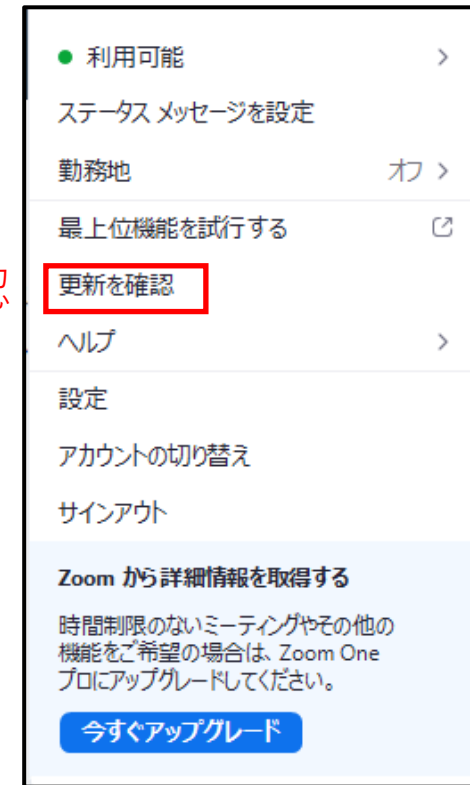 利用可能
ステータス メッセージを設定
勤務地 オフ
最上位機能を試行する
更新を確認
ヘルプ
設定
アカウントの切り替え
サインアウト
Zoom から詳細情報を取得する
時間制限のないミーティングやその他の
機能をご希望の場合は、Zoom One
プロにアップグレードしてください。
今すぐアップグレード